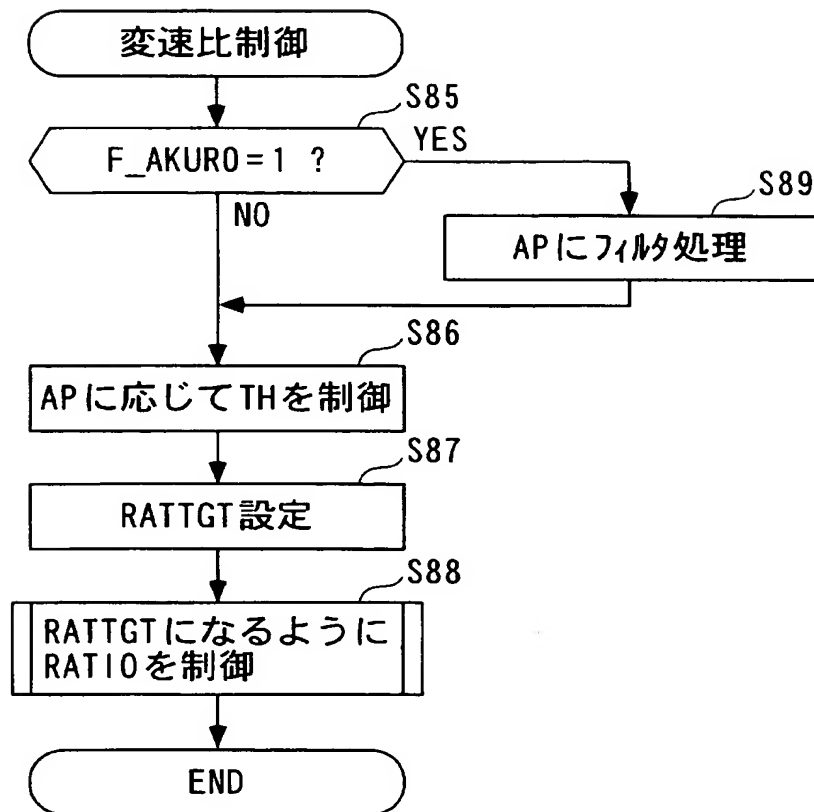 変速比制御
S85
F_AKURO=1 ?
YES
NO
S89
APにフィルタ処理
S86
APに応じてTHを制御
S87
RATTGT設定
S88
RATTGTになるように
RATIOを制御
END